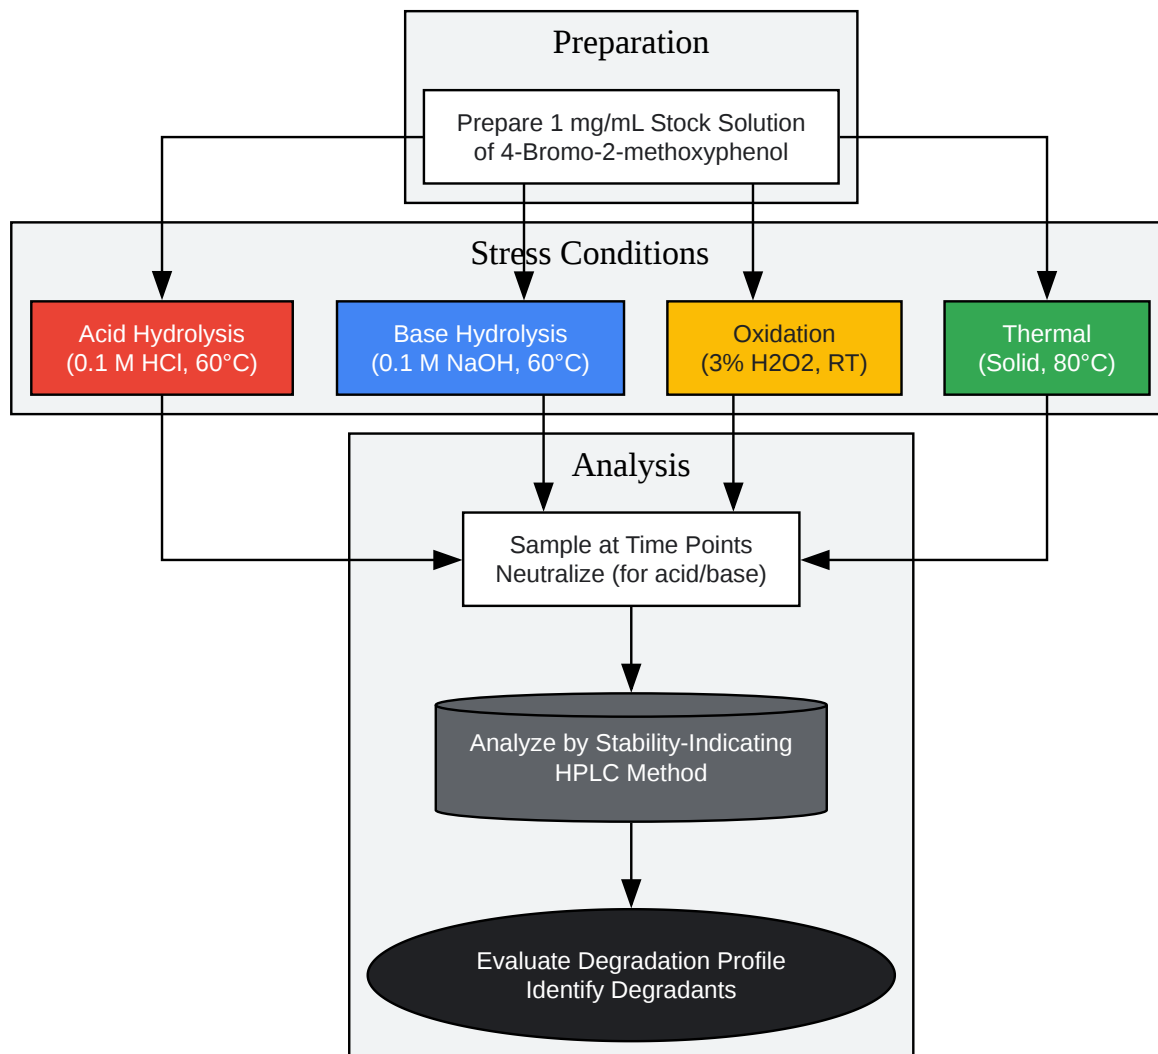 Preparation
Prepare 1 mg/mL Stock Solution
of 4-Bromo-2-methoxyphenol
Stress Conditions
Acid Hydrolysis
(0.1 M HCl, 60°C)
Base Hydrolysis
(0.1 M NaOH, 60°C)
Oxidation
(3% H2O2, RT)
Thermal
(Solid, 80°C)
Analysis
Sample at Time Points
Neutralize (for acid/base)
Analyze by Stability-Indicating
HPLC Method
Evaluate Degradation Profile
Identify Degradants